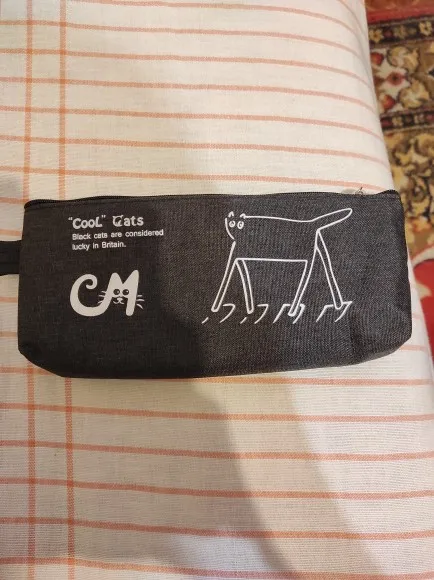 "CooL" Cats
Black cats are considered
lucky in Britain.
CM